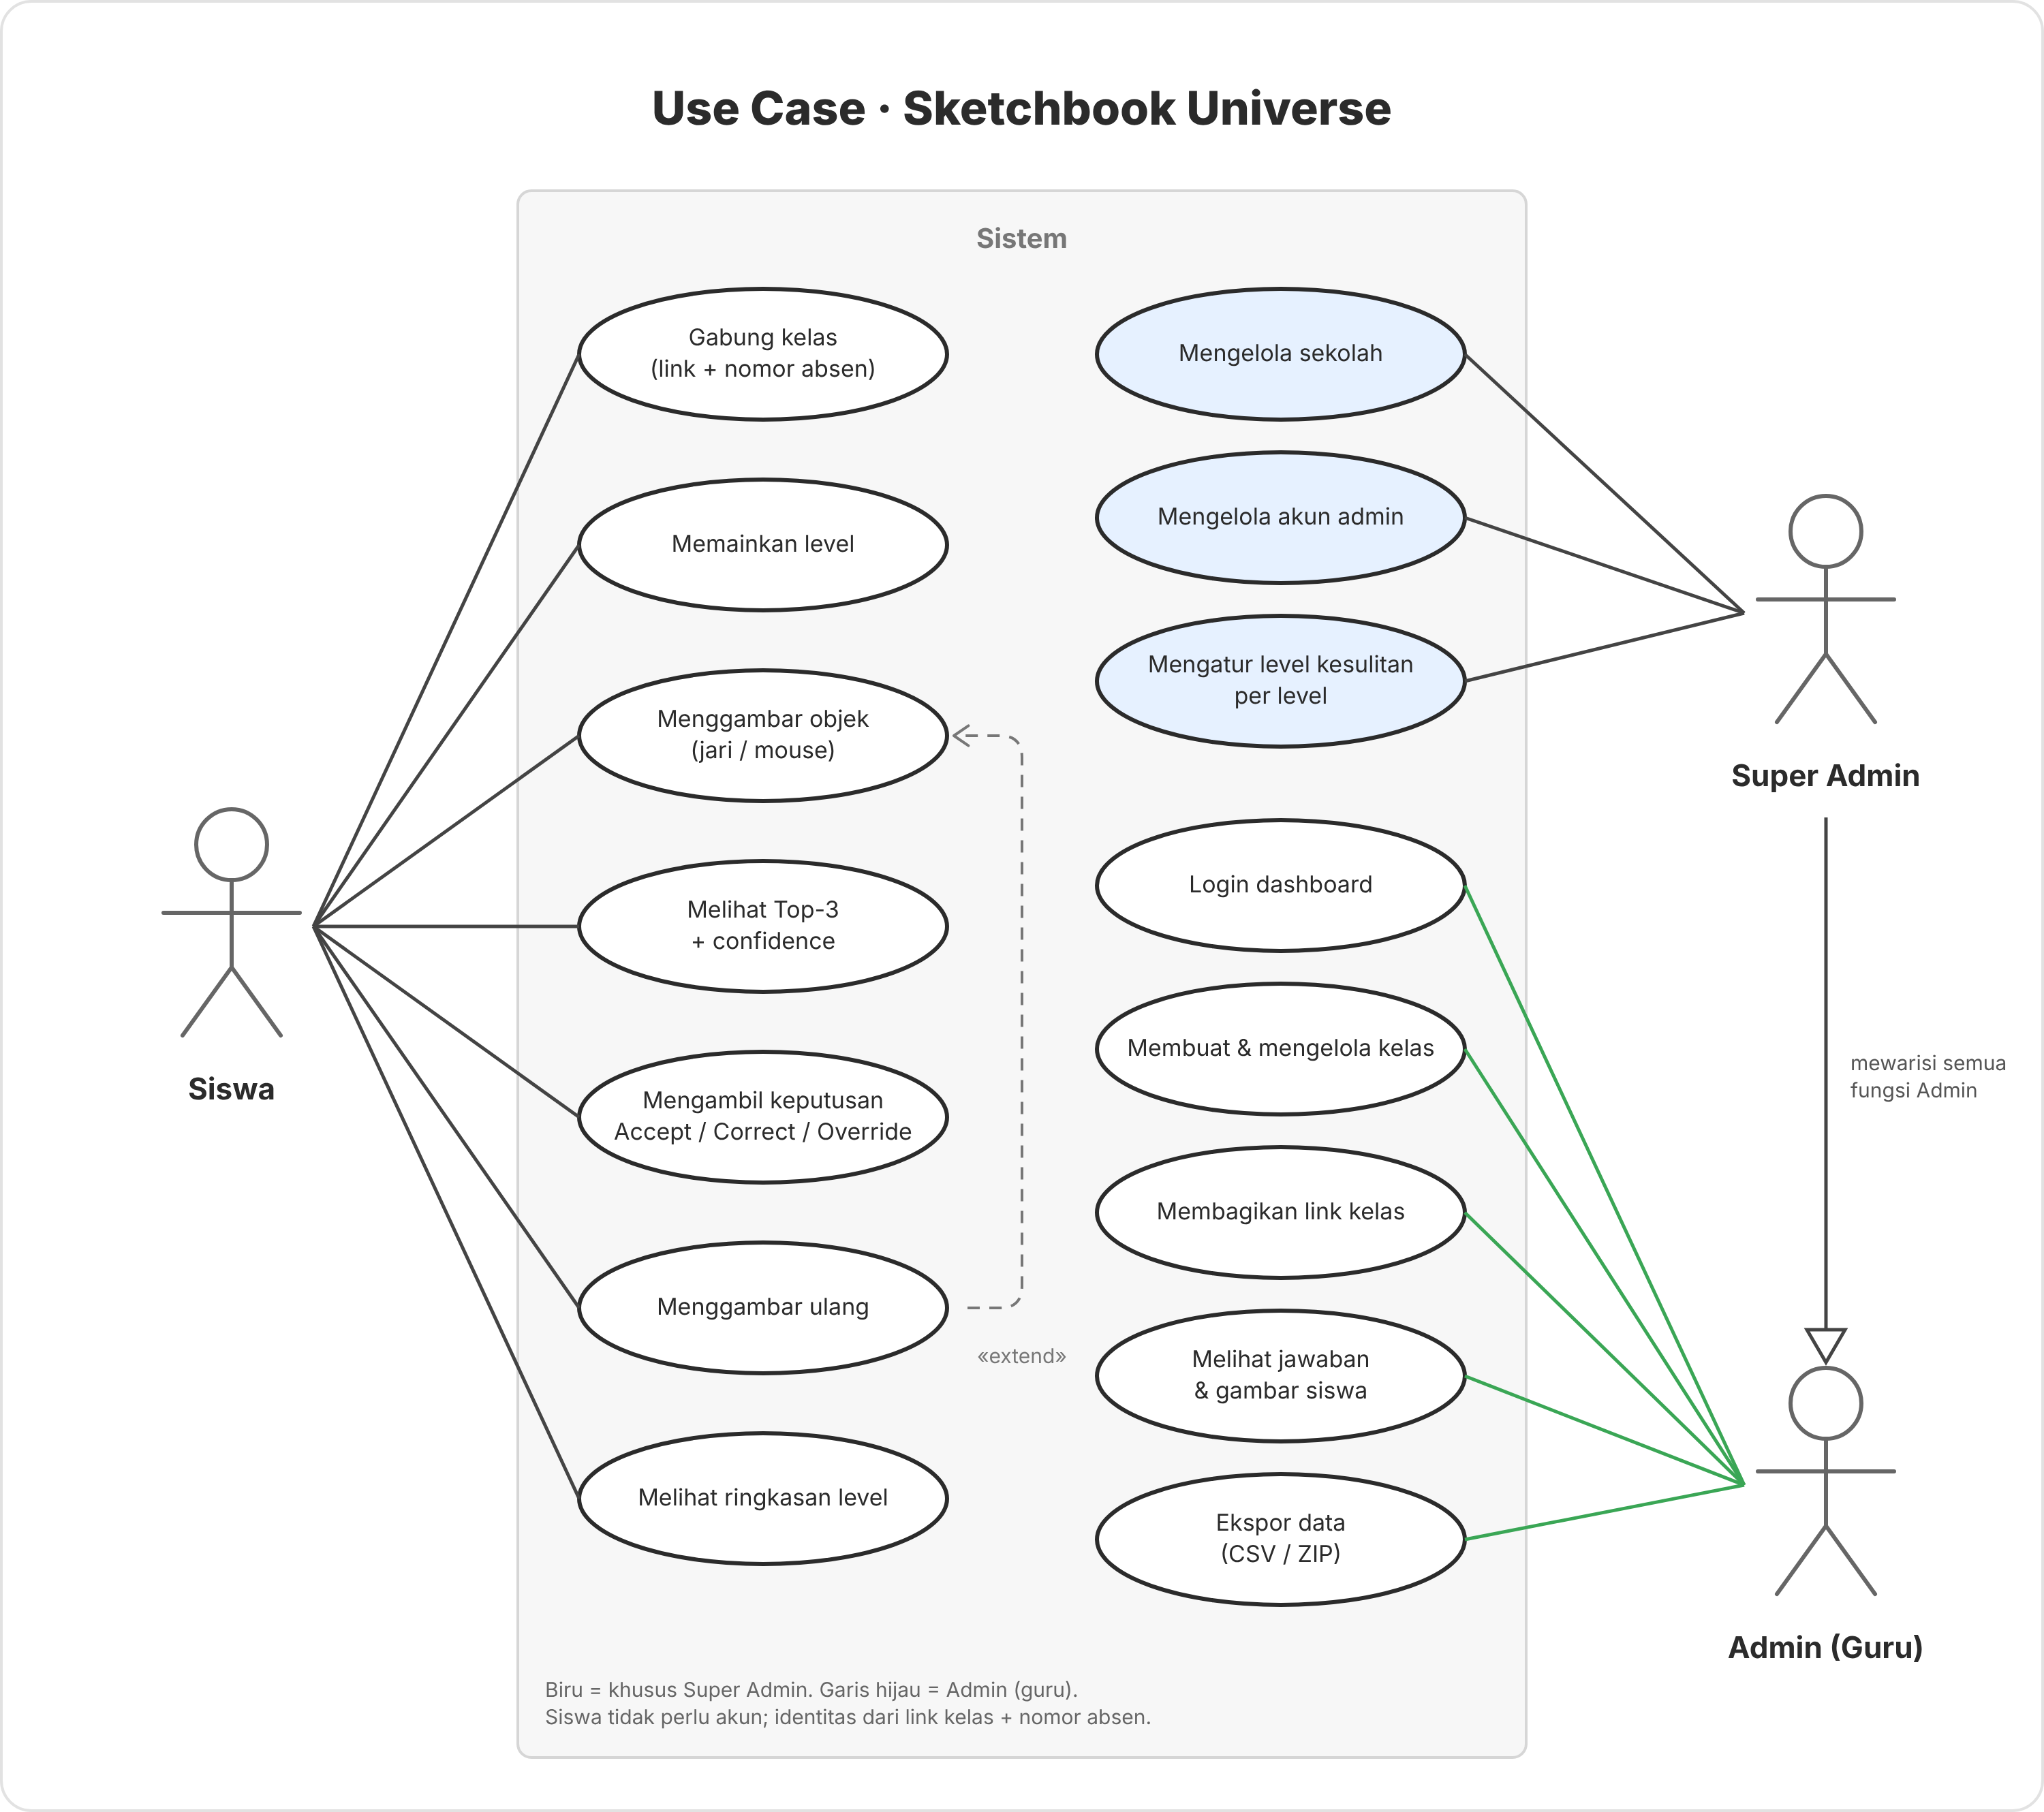 Use Case · Sketchbook Universe
Sistem
Gabung kelas
(link + nomor absen)
Memainkan level
Menggambar objek
(jari / mouse)
Melihat Top-3
+ confidence
Mengambil keputusan
Accept / Correct / Override
Menggambar ulang
Melihat ringkasan level
«extend»
Mengelola sekolah
Mengelola akun admin
Mengatur level kesulitan
per level
Login dashboard
Membuat & mengelola kelas
Membagikan link kelas
Melihat jawaban
& gambar siswa
Ekspor data
(CSV / ZIP)
Siswa
Super Admin
mewarisi semua
fungsi Admin
Admin (Guru)
Biru = khusus Super Admin. Garis hijau = Admin (guru).
Siswa tidak perlu akun; identitas dari link kelas + nomor absen.